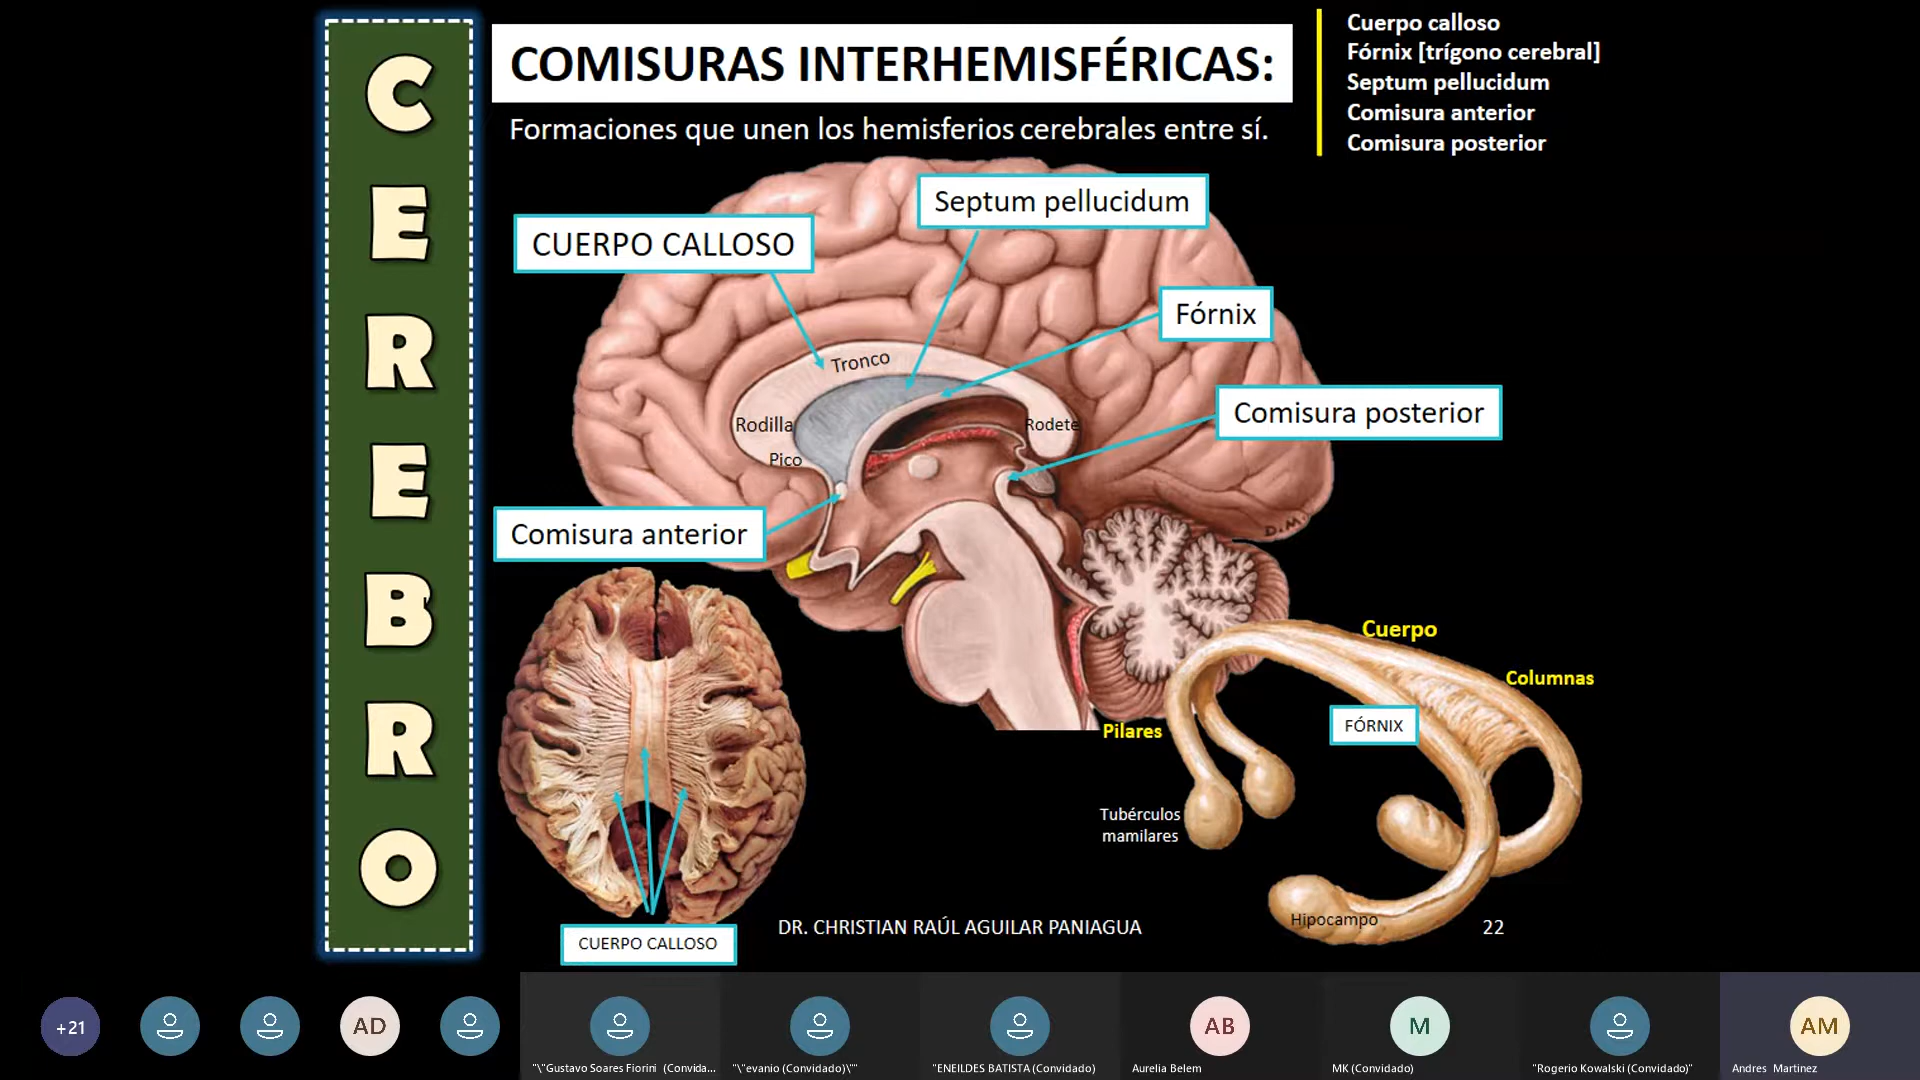 CEREBRO
COMISURAS INTERHEMISFÉRICAS:
Formaciones que unen los hemisferios cerebrales entre sí.
Cuerpo calloso
Fórnix [trígono cerebral]
Septum pellucidum
Comisura anterior
Comisura posterior
Septum pellucidum
CUERPO CALLOSO
Fórnix
Tronco
Comisura posterior
Rodilla
Rodete
Pico
Comisura anterior
D.M.
Cuerpo
Columnas
FÓRNIX
Pilares
Tubérculos
mamilares
Hipocampo
DR. CHRISTIAN RAÚL AGUILAR PANIAGUA
22
CUERPO CALLOSO
+21
AD
AB
M
AM
"\"Gustavo Soares Fiorini (Convida...
"\"evanio (Convidado)\""
"ENEILDES BATISTA (Convidado)
Aurelia Belem
MK (Convidado)
"Rogerio Kowalski (Convidado)"
Andres Martinez